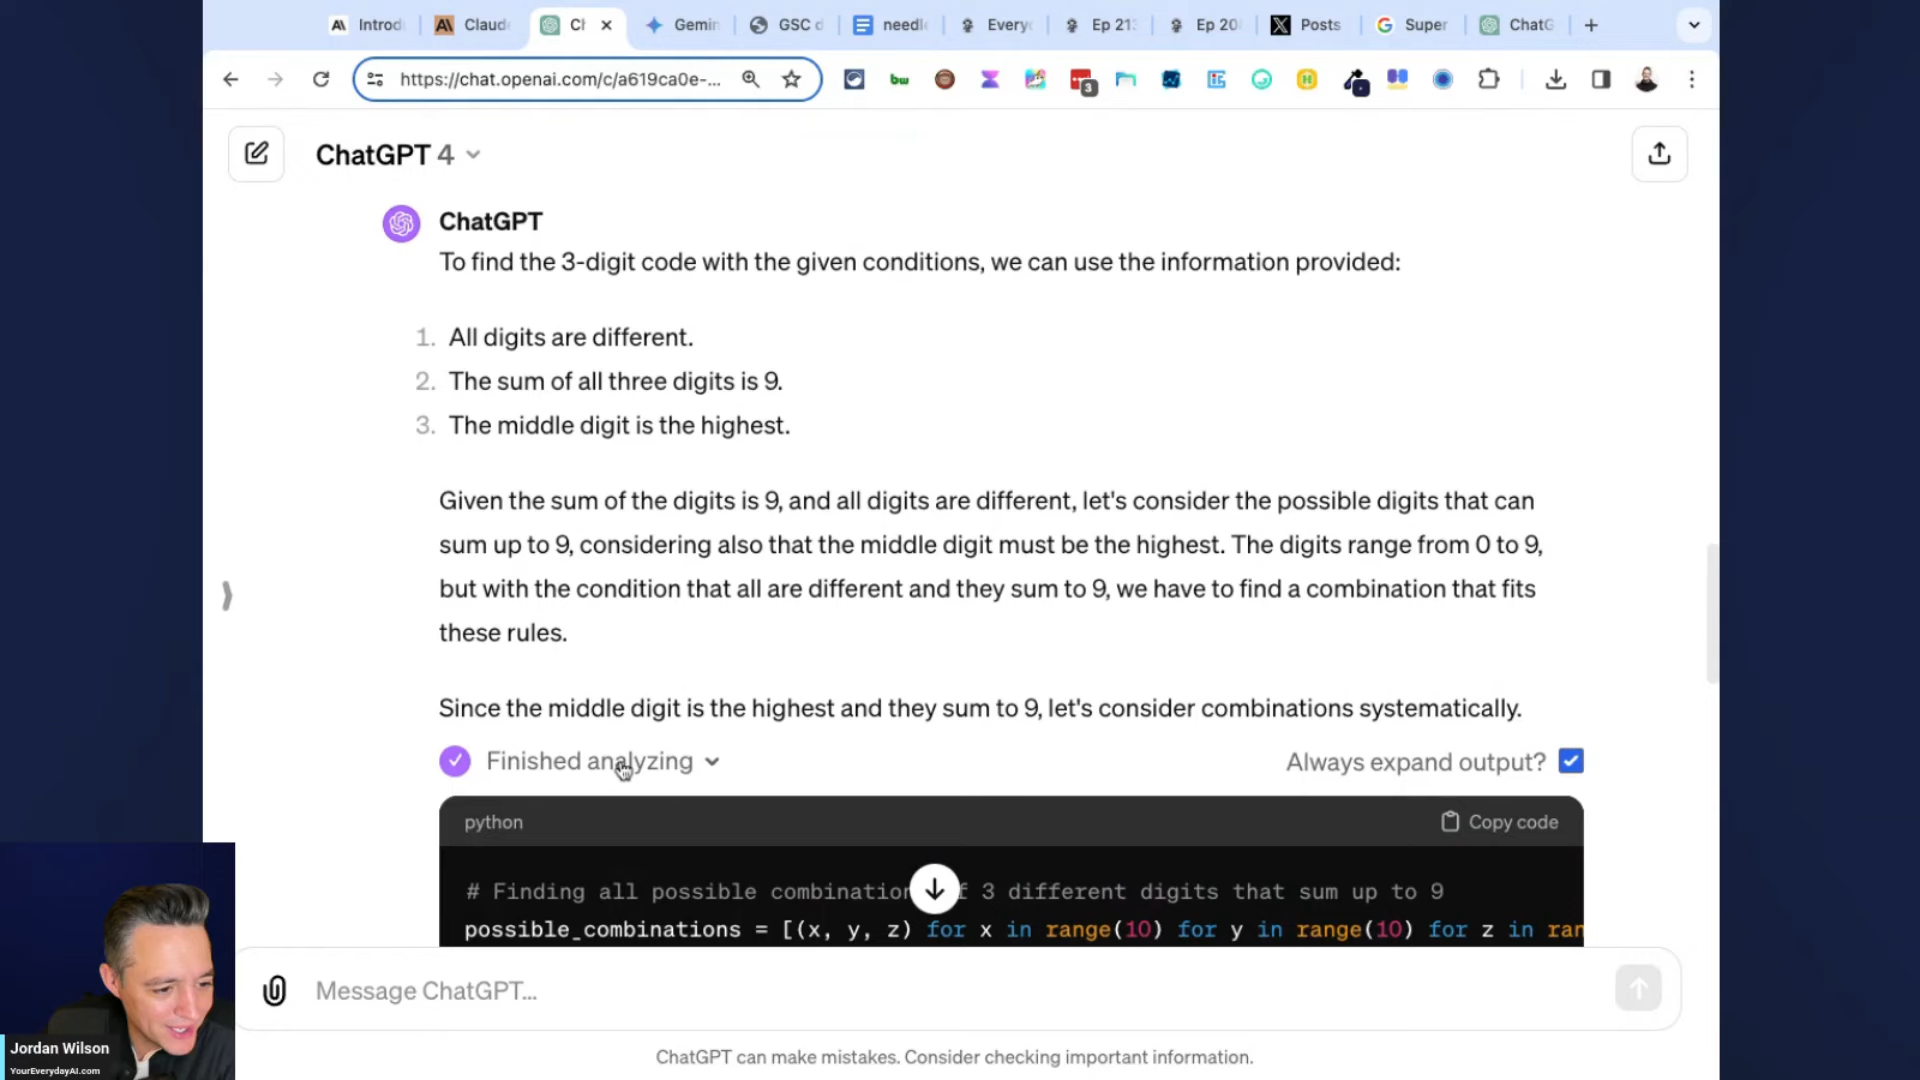 Introd
Claude
Ch
Gemin
GSC d
needle
Every
Ep 213
Ep 20
Posts
Super
ChatG
https://chat.openai.com/c/a619ca0e-...
bw
3
ChatGPT 4
ChatGPT
To find the 3-digit code with the given conditions, we can use the information provided:
1. All digits are different.
2. The sum of all three digits is 9.
3. The middle digit is the highest.
Given the sum of the digits is 9, and all digits are different, let's consider the possible digits that can
sum up to 9, considering also that the middle digit must be the highest. The digits range from 0 to 9,
but with the condition that all are different and they sum to 9, we have to find a combination that fits
these rules.
Since the middle digit is the highest and they sum to 9, let's consider combinations systematically.
Finished analyzing
Always expand output?
python
Copy code
# Finding all possible combination f 3 different digits that sum up to 9
possible_combinations = [(x, y, z) for x in range(10) for y in range(10) for z in ran
Message ChatGPT...
ChatGPT can make mistakes. Consider checking important information.
Jordan Wilson
YourEverydayAI.com